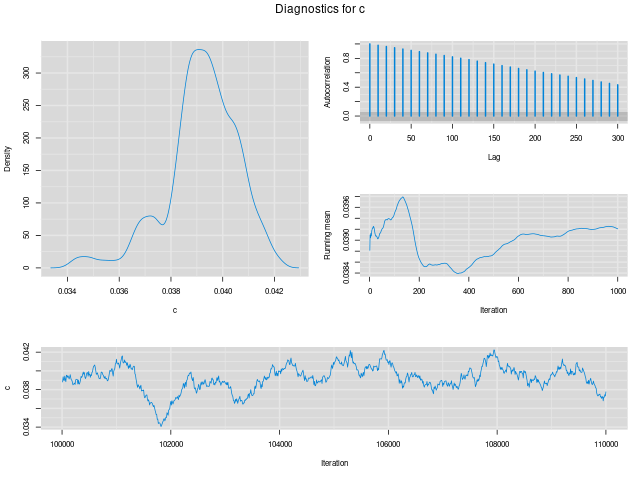 Diagnostics for c
Density
0 50 100 150 200 250 300
0.034 0.036 0.038 0.040 0.042
c
Autocorrelation
0.0 0.4 0.8
0 50 100 150 200 250 300
Lag
Running mean
0.0384 0.0390 0.0396
0 200 400 600 800 1000
Iteration
c
0.034 0.038 0.042
100000 102000 104000 106000 108000 110000
Iteration